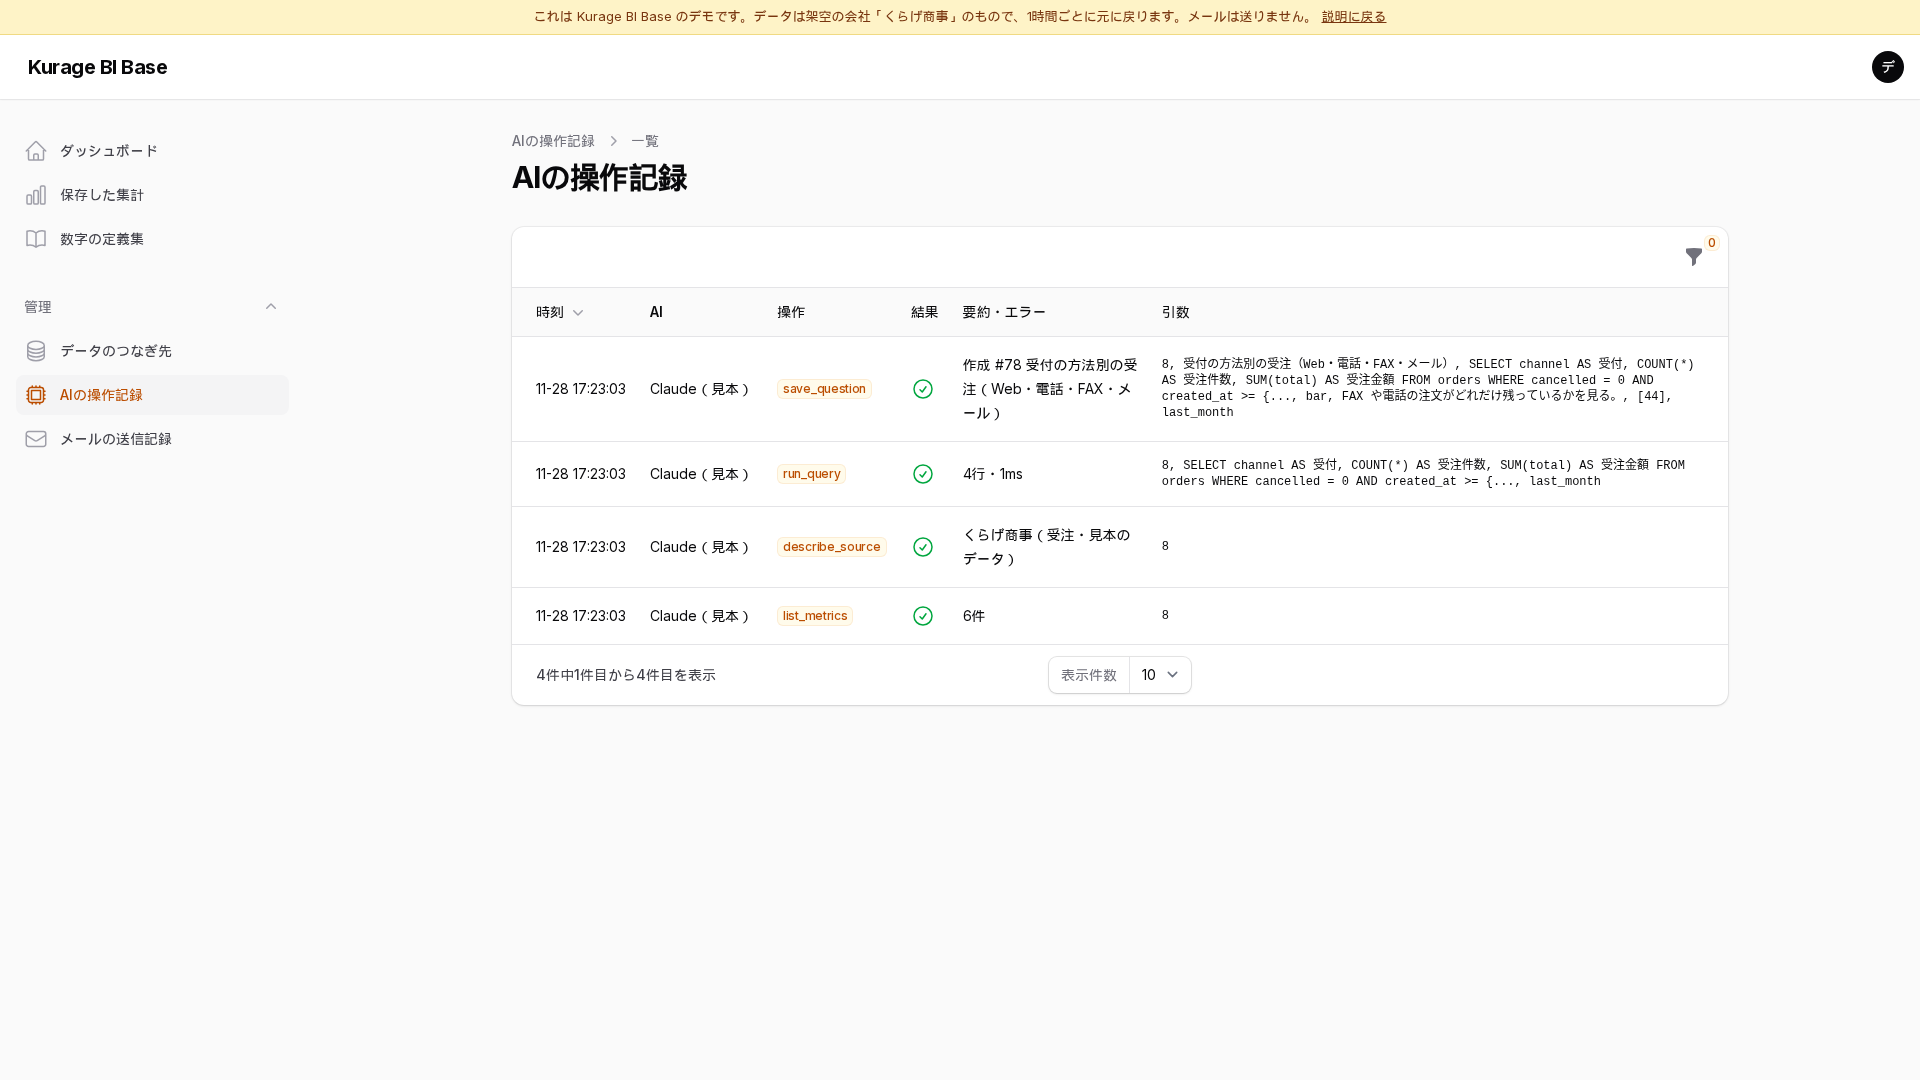 これは Kurage BI Base のデモです。データは架空の会社「くらげ商事」のもので、1時間ごとに元に戻ります。メールは送りません。 説明に戻る
Kurage BI Base
デ
ダッシュボード
保存した集計
数字の定義集
管理
データのつなぎ先
AIの操作記録
メールの送信記録
AIの操作記録 > 一覧
AIの操作記録
0
時刻 AI 操作 結果 要約・エラー 引数
11-28 17:23:03 Claude(見本) save_question
作成 #78 受付の方法別の受
注(Web・電話・FAX・メ
ール)
8, 受付の方法別の受注(Web・電話・FAX・メール), SELECT channel AS 受付, COUNT(*)
AS 受注件数, SUM(total) AS 受注金額 FROM orders WHERE cancelled = 0 AND
created_at >= {..., bar, FAX や電話の注文がどれだけ残っているかを見る。, [44],
last_month
11-28 17:23:03 Claude(見本) run_query 4行・1ms
8, SELECT channel AS 受付, COUNT(*) AS 受注件数, SUM(total) AS 受注金額 FROM
orders WHERE cancelled = 0 AND created_at >= {..., last_month
11-28 17:23:03 Claude(見本) describe_source
くらげ商事(受注・見本の
データ)
8
11-28 17:23:03 Claude(見本) list_metrics 6件 8
4件中1件目から4件目を表示
表示件数 10